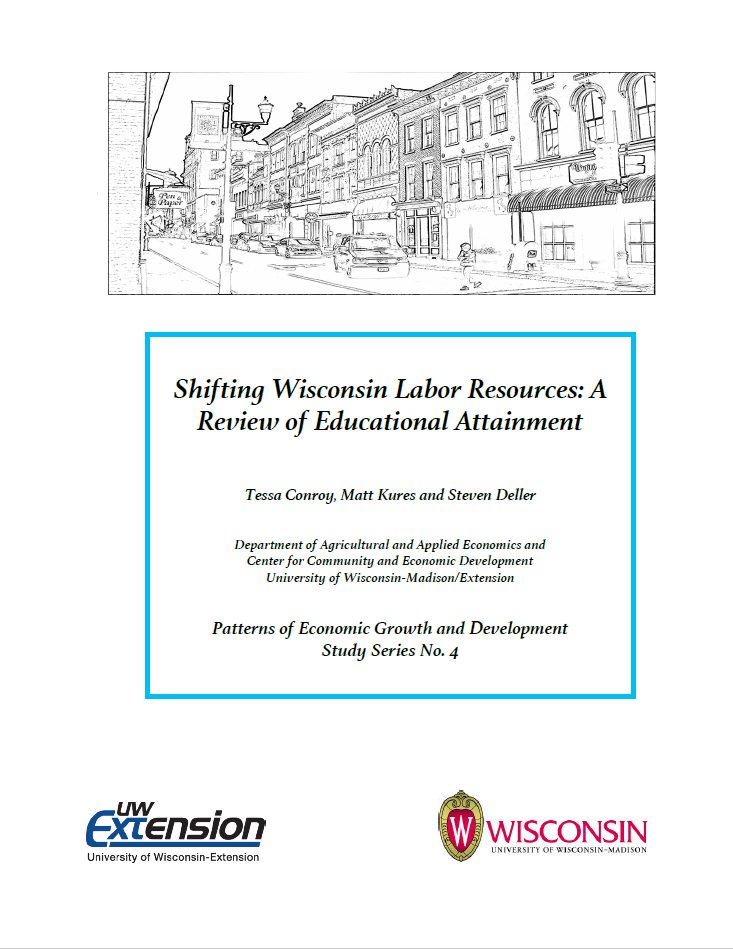 Pen &
Paper
Shifting Wisconsin Labor Resources: A
Review of Educational Attainment
Tessa Conroy, Matt Kures and Steven Deller
Department of Agricultural and Applied Economics and
Center for Community and Economic Development
University of Wisconsin-Madison/Extension
Patterns of Economic Growth and Development
Study Series No. 4
UW
Extension
University of Wisconsin-Extension
W
WISCONSIN
UNIVERSITY OF WISCONSIN-MADISON